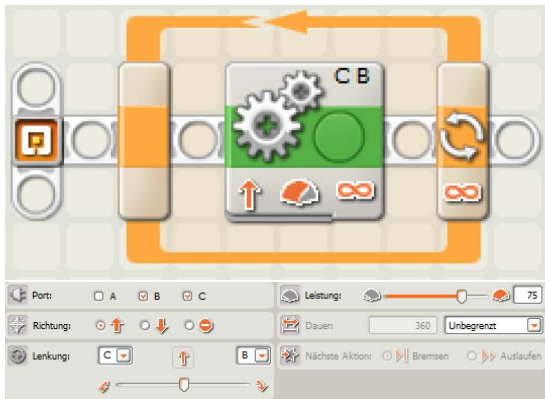 C B
Port: A B C
Leistung: 75
Richtung:
Dauer: 360 Unbegrenzt
Lenkung: C B
Nächste Aktion: Bremsen Auslaufen